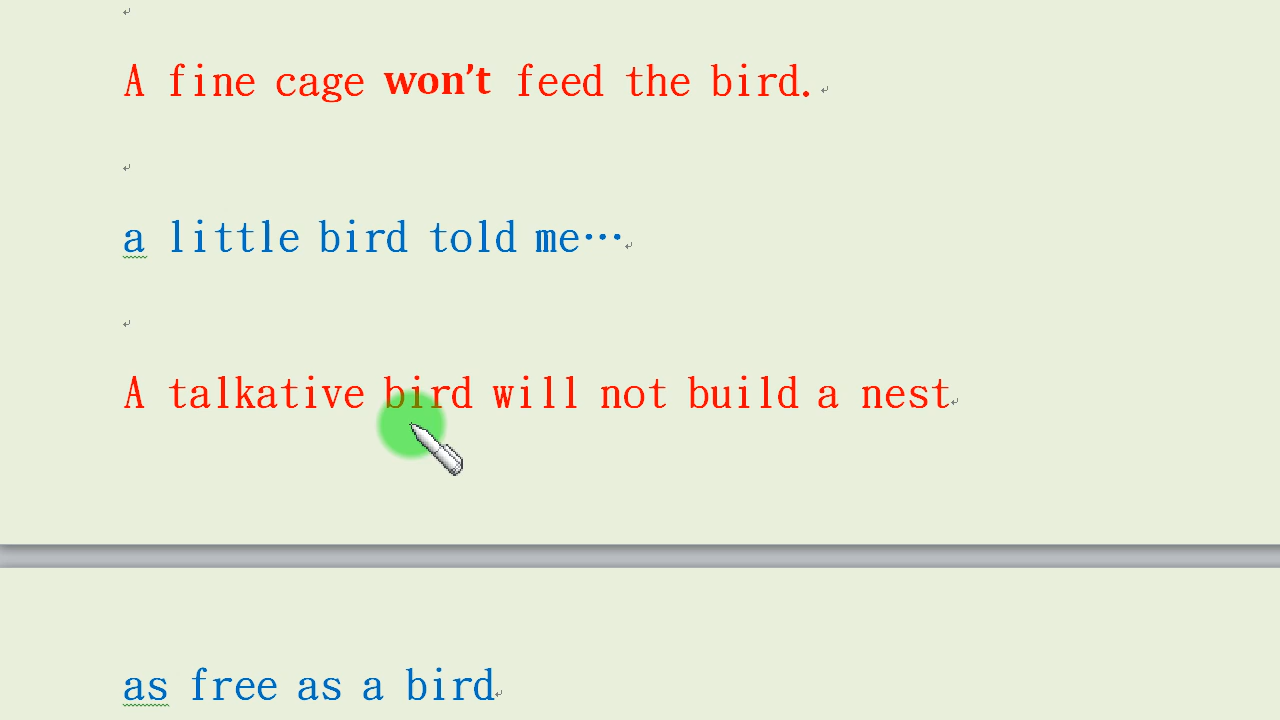 A fine cage won’t feed the bird.
a little bird told me…
A talkative bird will not build a nest
as free as a bird